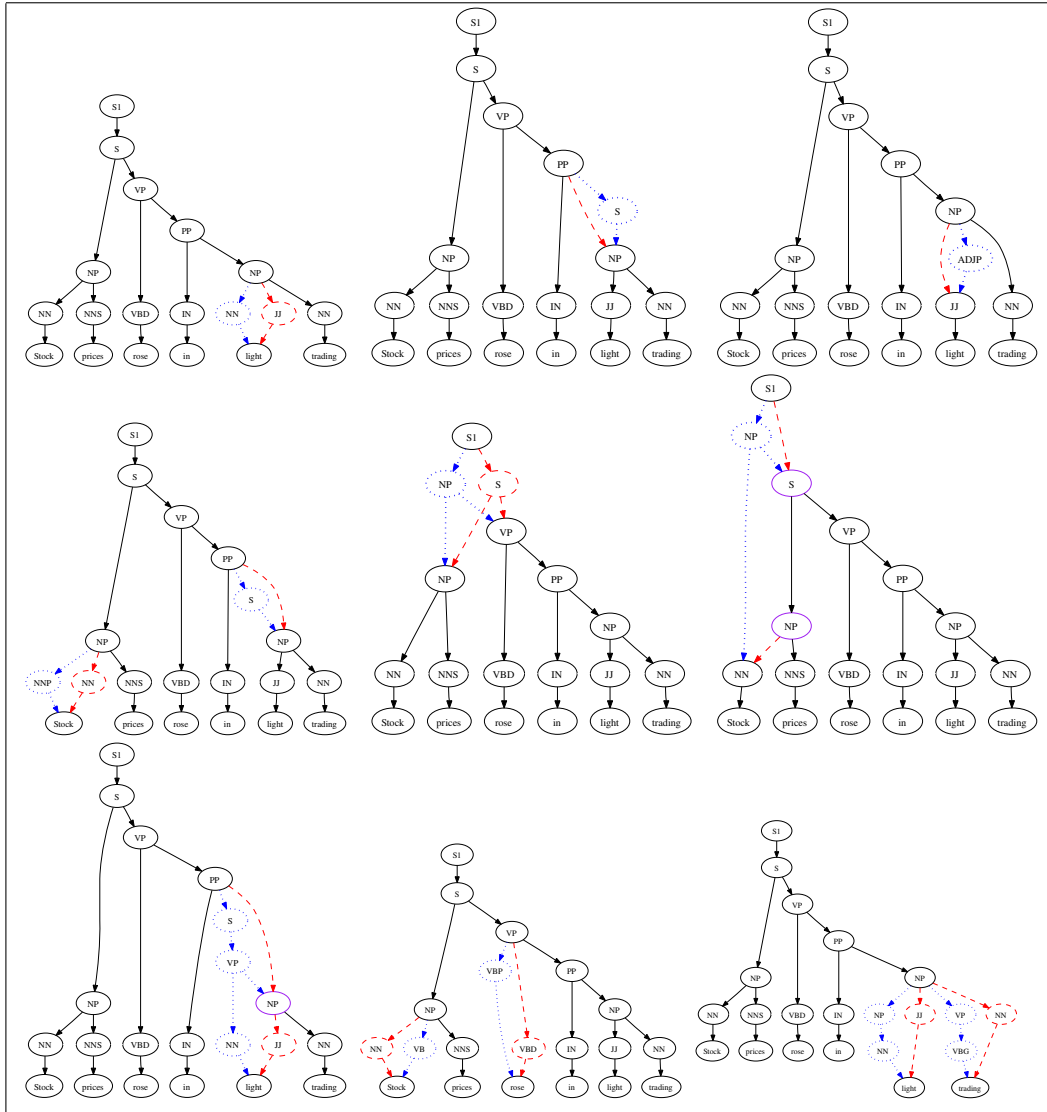 S1
S
VP
PP
NP NP
NN NNS VBD IN NN JJ NN
Stock prices rose in light trading
S1
S
VP
PP
S
NP NP
NN NNS VBD IN JJ NN
Stock prices rose in light trading
S1
S
VP
PP
NP
NP ADJP
NN NNS VBD IN JJ NN
Stock prices rose in light trading
S1
S
VP
PP
S
NP NP
NNP NN NNS VBD IN JJ NN
Stock prices rose in light trading
S1
NP S
VP
NP PP
NP
NN NNS VBD IN JJ NN
Stock prices rose in light trading
S1
NP
S
VP
PP
NP NP
NN NNS VBD IN JJ NN
Stock prices rose in light trading
S1
S
VP
PP
S
VP
NP NP
NN NNS VBD IN NN JJ NN
Stock prices rose in light trading
S1
S
VP
VBP PP
NP NP
NN VB NNS VBD IN JJ NN
Stock prices rose in light trading
S1
S
VP
PP
NP NP
NN NNS VBD IN NP JJ VP NN
Stock prices rose in NN VBG
light trading